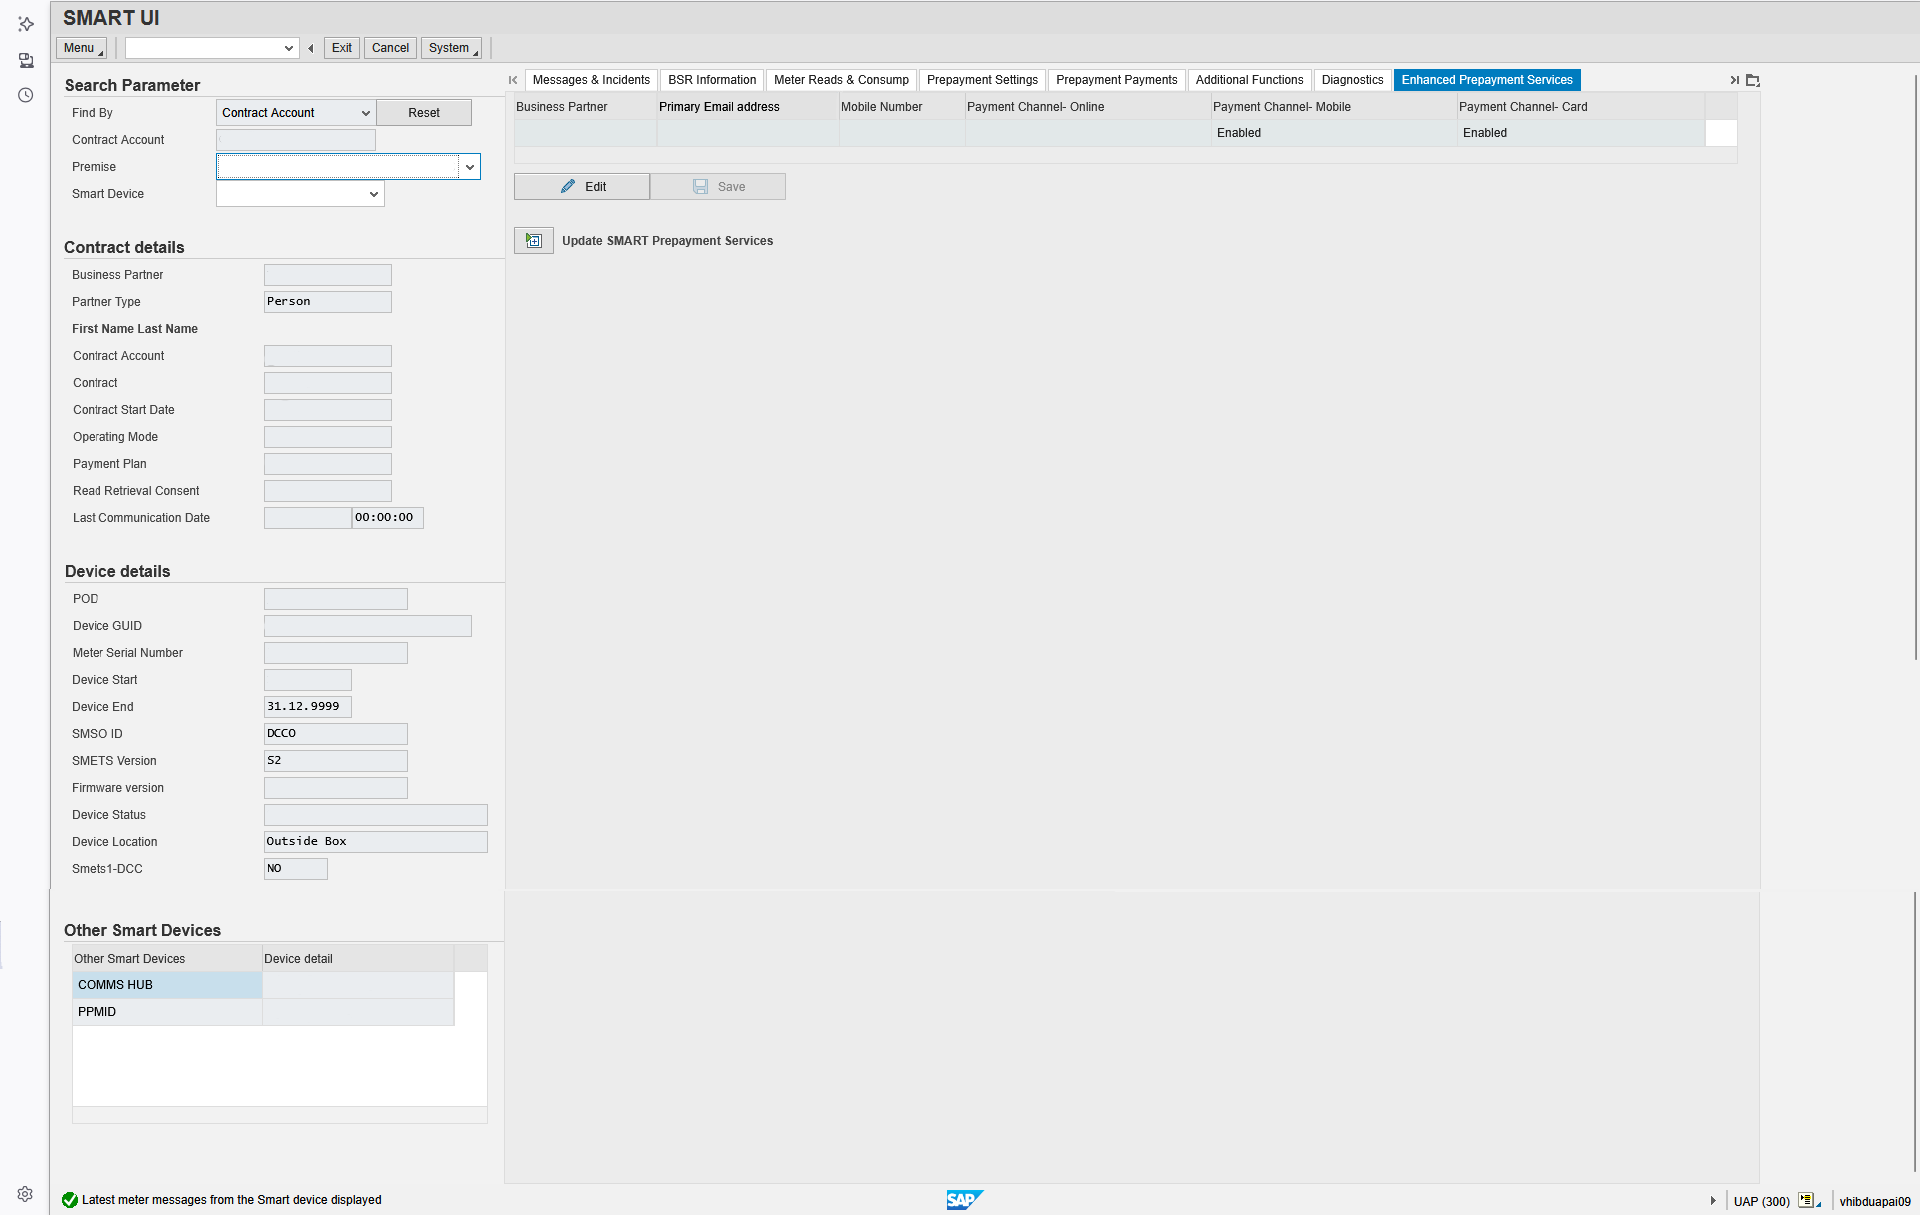 SMART UI
Menu
Exit
Cancel
System
Search Parameter
Find By
Contract Account
Reset
Contract Account
Premise
Smart Device
Contract details
Business Partner
Partner Type
Person
First Name Last Name
Contract Account
Contract
Contract Start Date
Operating Mode
Payment Plan
Read Retrieval Consent
Last Communication Date
00:00:00
Device details
POD
Device GUID
Meter Serial Number
Device Start
Device End
31.12.9999
SMSO ID
DCCO
SMETS Version
S2
Firmware version
Device Status
Device Location
Outside Box
Smets1-DCC
NO
Other Smart Devices
Other Smart Devices
Device detail
COMMS HUB
PPMID
Messages & Incidents
BSR Information
Meter Reads & Consump
Prepayment Settings
Prepayment Payments
Additional Functions
Diagnostics
Enhanced Prepayment Services
Business Partner
Primary Email address
Mobile Number
Payment Channel- Online
Payment Channel- Mobile
Payment Channel- Card
Enabled
Enabled
Edit
Save
Update SMART Prepayment Services
Latest meter messages from the Smart device displayed
SAP
UAP (300)
vhibduapai09